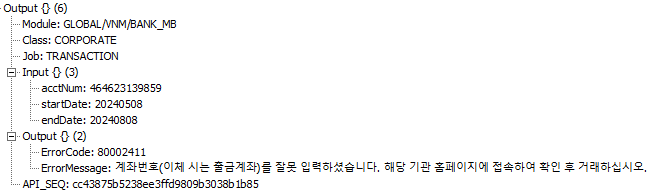 Output {} (6)
Module: GLOBAL/VNM/BANK_MB
Class: CORPORATE
Job: TRANSACTION
Input {} (3)
acctNum: 464623139859
startDate: 20240508
endDate: 20240808
Output {} (2)
ErrorCode: 80002411
ErrorMessage: 계좌번호(이체 시는 출금계좌)를 잘못 입력하셨습니다. 해당 기관 홈페이지에 접속하여 확인 후 거래하십시오.
API_SEQ: cc43875b5238ee3ffd9809b3038b1b85